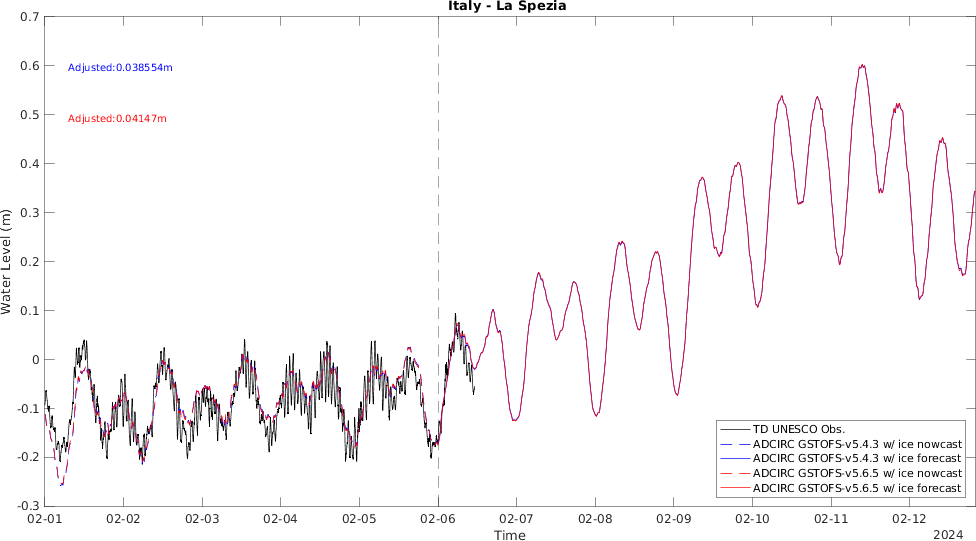 Italy - La Spezia
0.7
0.6
0.5
0.4
0.3
0.2
0.1
0
-0.1
-0.2
-0.3
Water Level (m)
Adjusted:0.038554m
Adjusted:0.04147m
TD UNESCO Obs.
ADCIRC GSTOFS-v5.4.3 w/ ice nowcast
ADCIRC GSTOFS-v5.4.3 w/ ice forecast
ADCIRC GSTOFS-v5.6.5 w/ ice nowcast
ADCIRC GSTOFS-v5.6.5 w/ ice forecast
02-01 02-02 02-03 02-04 02-05 02-06 02-07 02-08 02-09 02-10 02-11 02-12
Time
2024